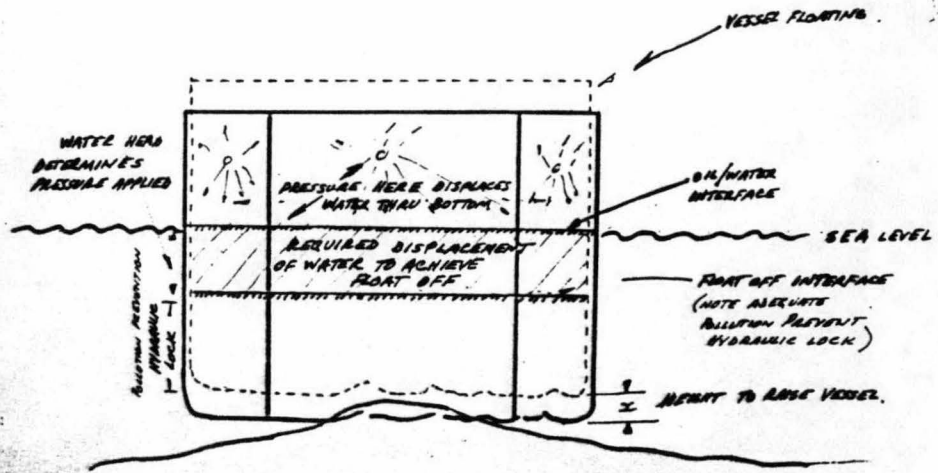 VESSEL FLOATING.
WATER HEAD
DETERMINES
PRESSURE APPLIED
PRESSURE HERE DISPLACES
WATER THRU BOTTOM
OIL/WATER
INTERFACE
SEA LEVEL
REQUIRED DISPLACEMENT
OF WATER TO ACHIEVE
FLOAT OFF
FLOAT OFF INTERFACE
(NOTE ADEQUATE
POLLUTION PREVENT
HYDRAULIC LOCK)
POLLUTION PREVENTION
HYDRAULIC
LOCK
X
HEIGHT TO RAISE VESSEL.